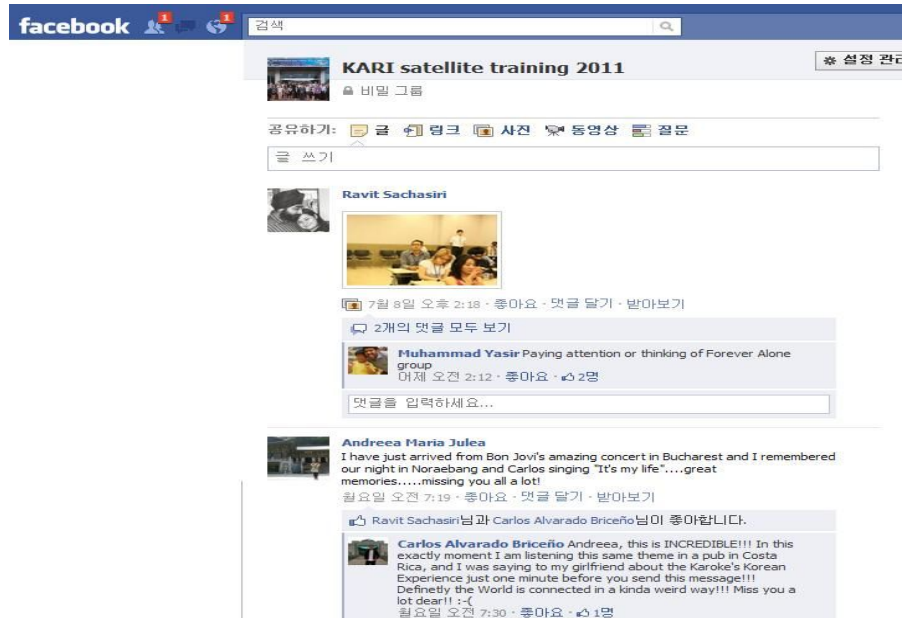 facebook
1
1
검색
KARI satellite training 2011
설정 관리
비밀 그룹
공유하기: 글 링크 사진 동영상 질문
글 쓰기
Ravit Sachasiri
7월 8일 오후 2:18 · 좋아요 · 댓글 달기 · 받아보기
2개의 댓글 모두 보기
Muhammad Yasir Paying attention or thinking of Forever Alone
group
어제 오전 2:12 · 좋아요 · 2명
댓글을 입력하세요...
Andreea Maria Julea
I have just arrived from Bon Jovi's amazing concert in Bucharest and I remembered
our night in Noraebang and Carlos singing "It's my life"....great
memories.....missing you all a lot!
월요일 오전 7:19 · 좋아요 · 댓글 달기 · 받아보기
Ravit Sachasiri님과 Carlos Alvarado Briceño님이 좋아합니다.
Carlos Alvarado Briceño Andreea, this is INCREDIBLE!!! In this
exactly moment I am listening this same theme in a pub in Costa
Rica, and I was saying to my girlfriend about the Karoke's Korean
Experience just one minute before you send this message!!!
Definetly the World is connected in a kinda weird way!!! Miss you a
lot dear!! :-(
월요일 오전 7:30 · 좋아요 · 1명